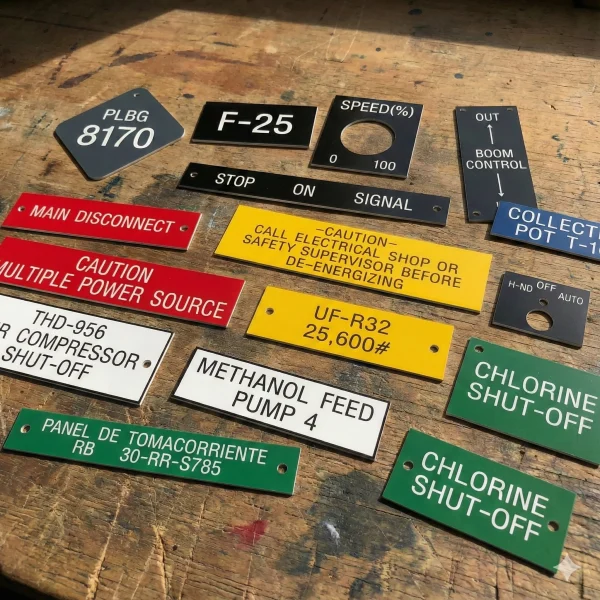 PLBG
8170
F-25
SPEED(%)
0 100
OUT
BOOM
CONTROL
STOP ON SIGNAL
MAIN DISCONNECT
-CAUTION-
CALL ELECTRICAL SHOP OR
SAFETY SUPERVISOR BEFORE
DE-ENERGIZING
POT
CAUTION
MULTIPLE POWER SOURCE
H-ND OFF AUTO
UF-R32
25,600#
THD-956
COMPRESSOR
SHUT-OFF
METHANOL FEED
PUMP 4
CHLORINE
SHUT-OFF
PANEL DE TOMACORRIENTE
RB 30-RR-S785
CHLORINE
SHUT-OFF